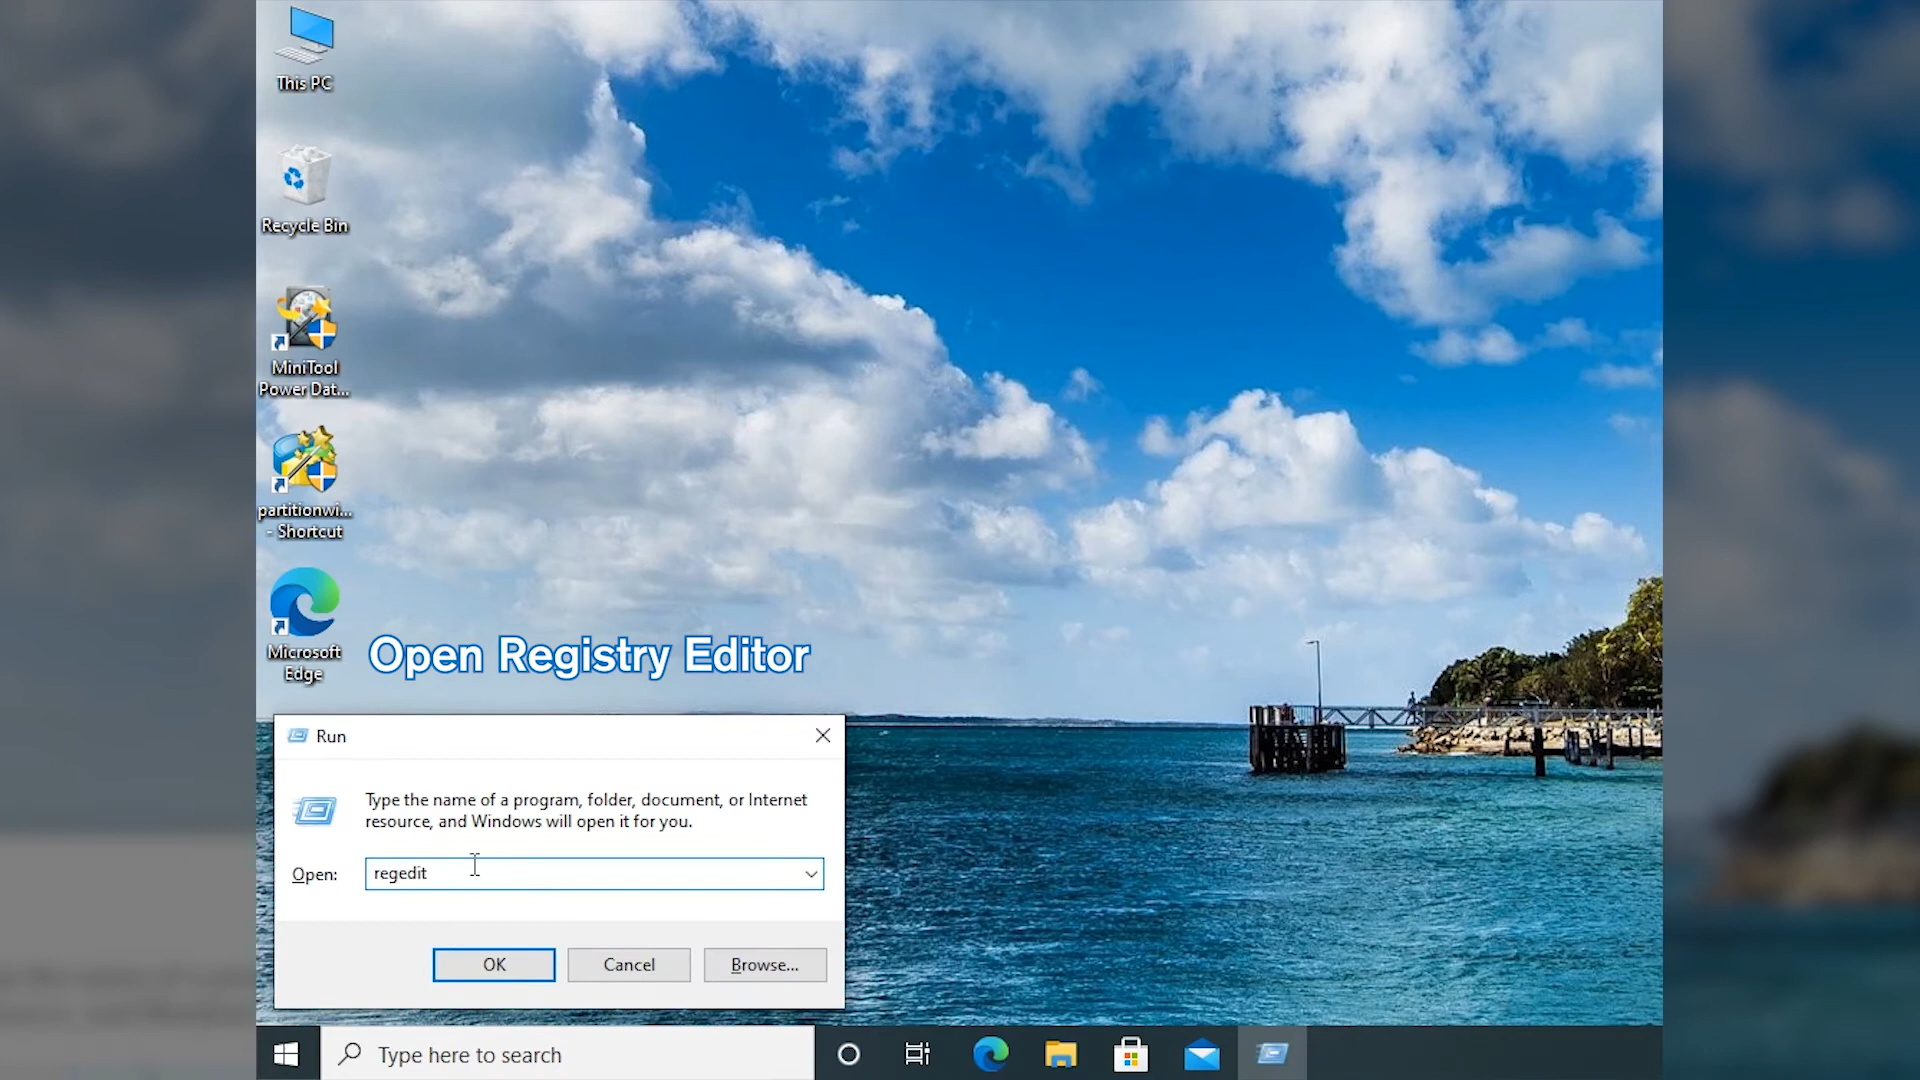 This PC
Recycle Bin
MiniTool
Power Dat...
partitionwi...
- Shortcut
Microsoft
Edge
Open Registry Editor
Run
Type the name of a program, folder, document, or Internet
resource, and Windows will open it for you.
Open:
regedit
OK
Cancel
Browse...
Type here to search